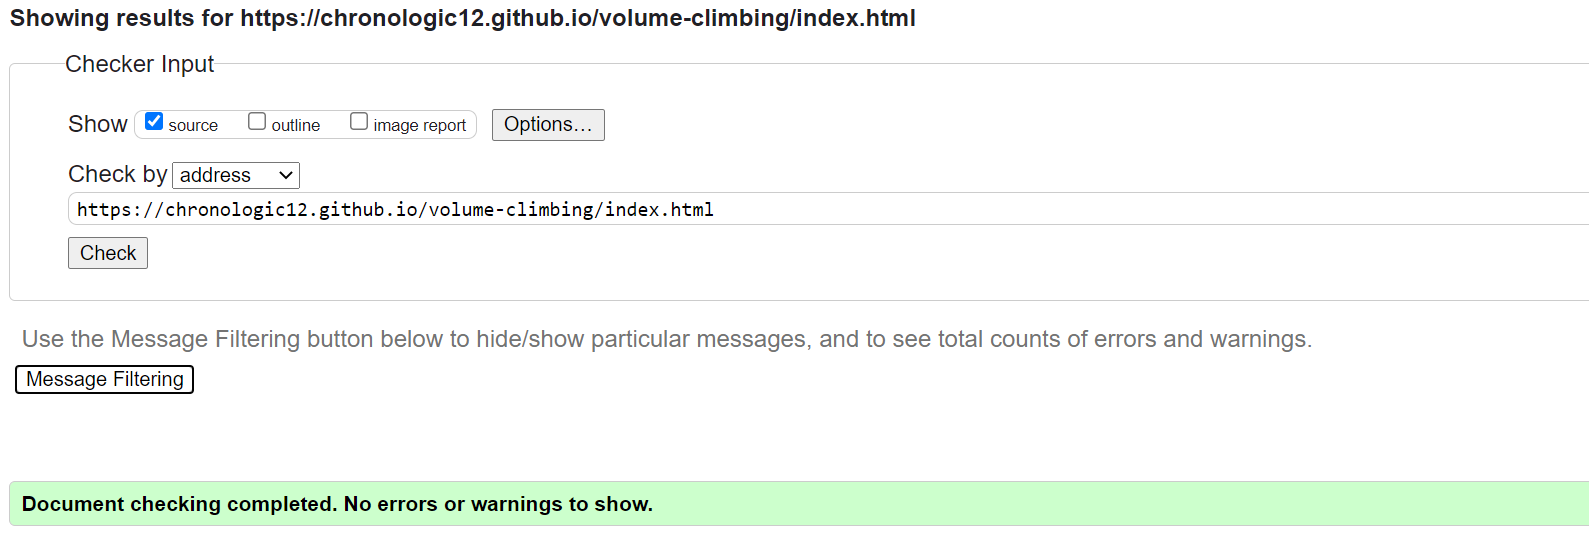 Showing results for https://chronologic12.github.io/volume-climbing/index.html
Checker Input
Show source outline image report Options...
Check by address
https://chronologic12.github.io/volume-climbing/index.html
Check
Use the Message Filtering button below to hide/show particular messages, and to see total counts of errors and warnings.
Message Filtering
Document checking completed. No errors or warnings to show.